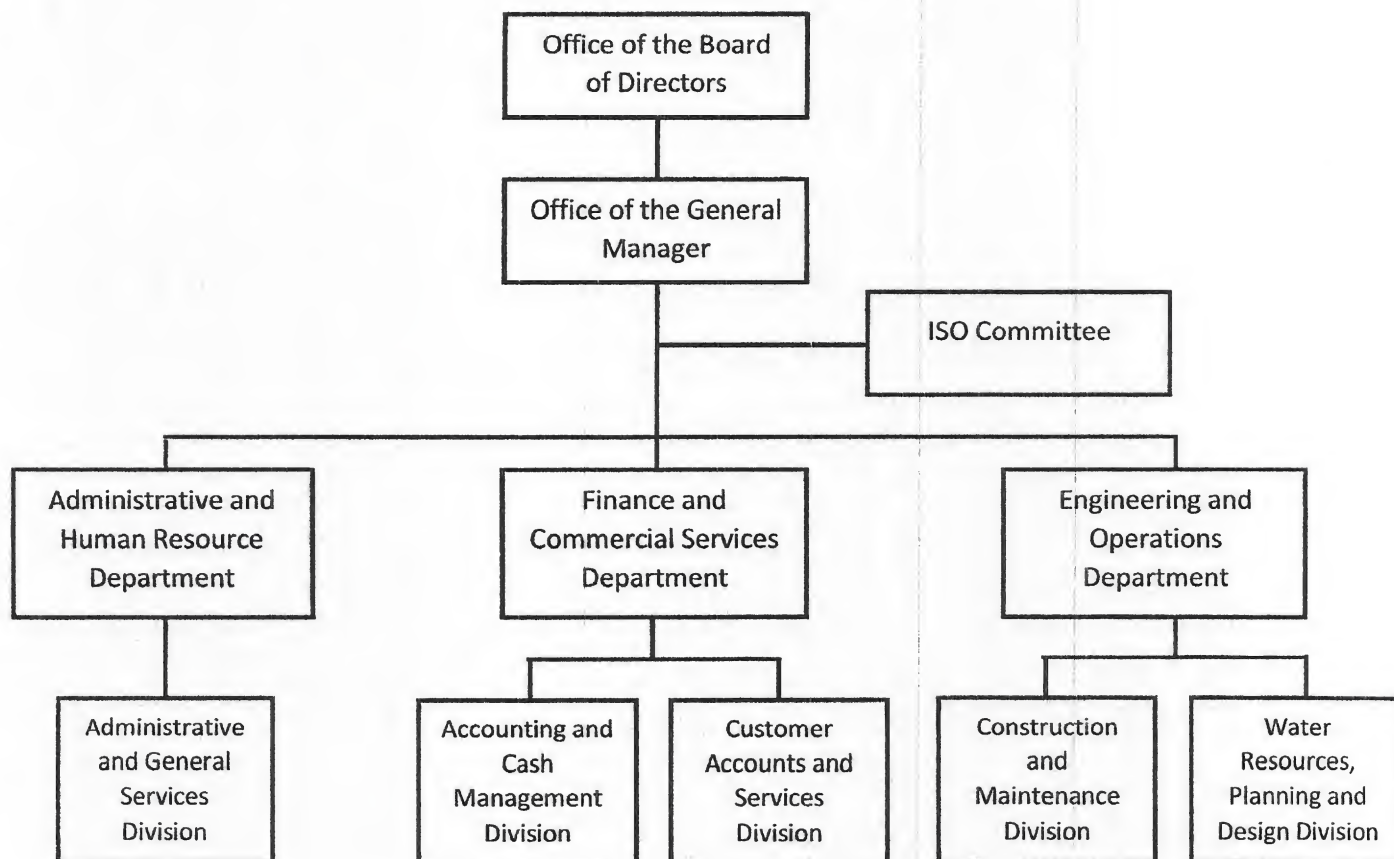 Office of the Board
of Directors
Office of the General
Manager
ISO Committee
Administrative and
Human Resource
Department
Finance and
Commercial Services
Department
Engineering and
Operations
Department
Administrative
and General
Services
Division
Accounting and
Cash
Management
Division
Customer
Accounts and
Services
Division
Construction
and
Maintenance
Division
Water
Resources,
Planning and
Design Division